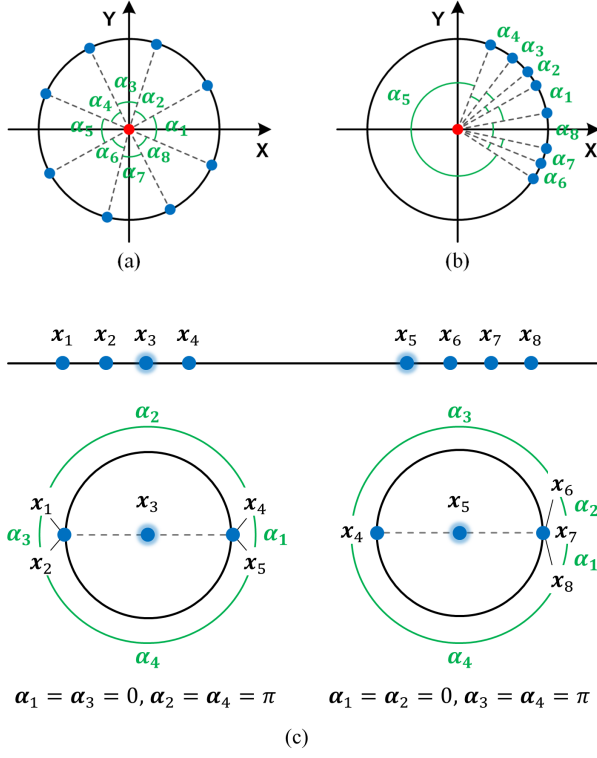 Y
α₃
α₄ α₂
α₅ α₁
X
α₆ α₈
α₇
(a)
Y
α₄
α₃
α₂
α₁
α₅
α₈
X
α₇
α₆
(b)
x₁ x₂ x₃ x₄ x₅ x₆ x₇ x₈
α₂
x₁ x₃ x₄
α₃ α₁
x₂ x₅
α₄
α₁ = α₃ = 0, α₂ = α₄ = π
α₃
x₆
x₅ α₂
x₄ x₇
α₁
x₈
α₄
α₁ = α₂ = 0, α₃ = α₄ = π
(c)